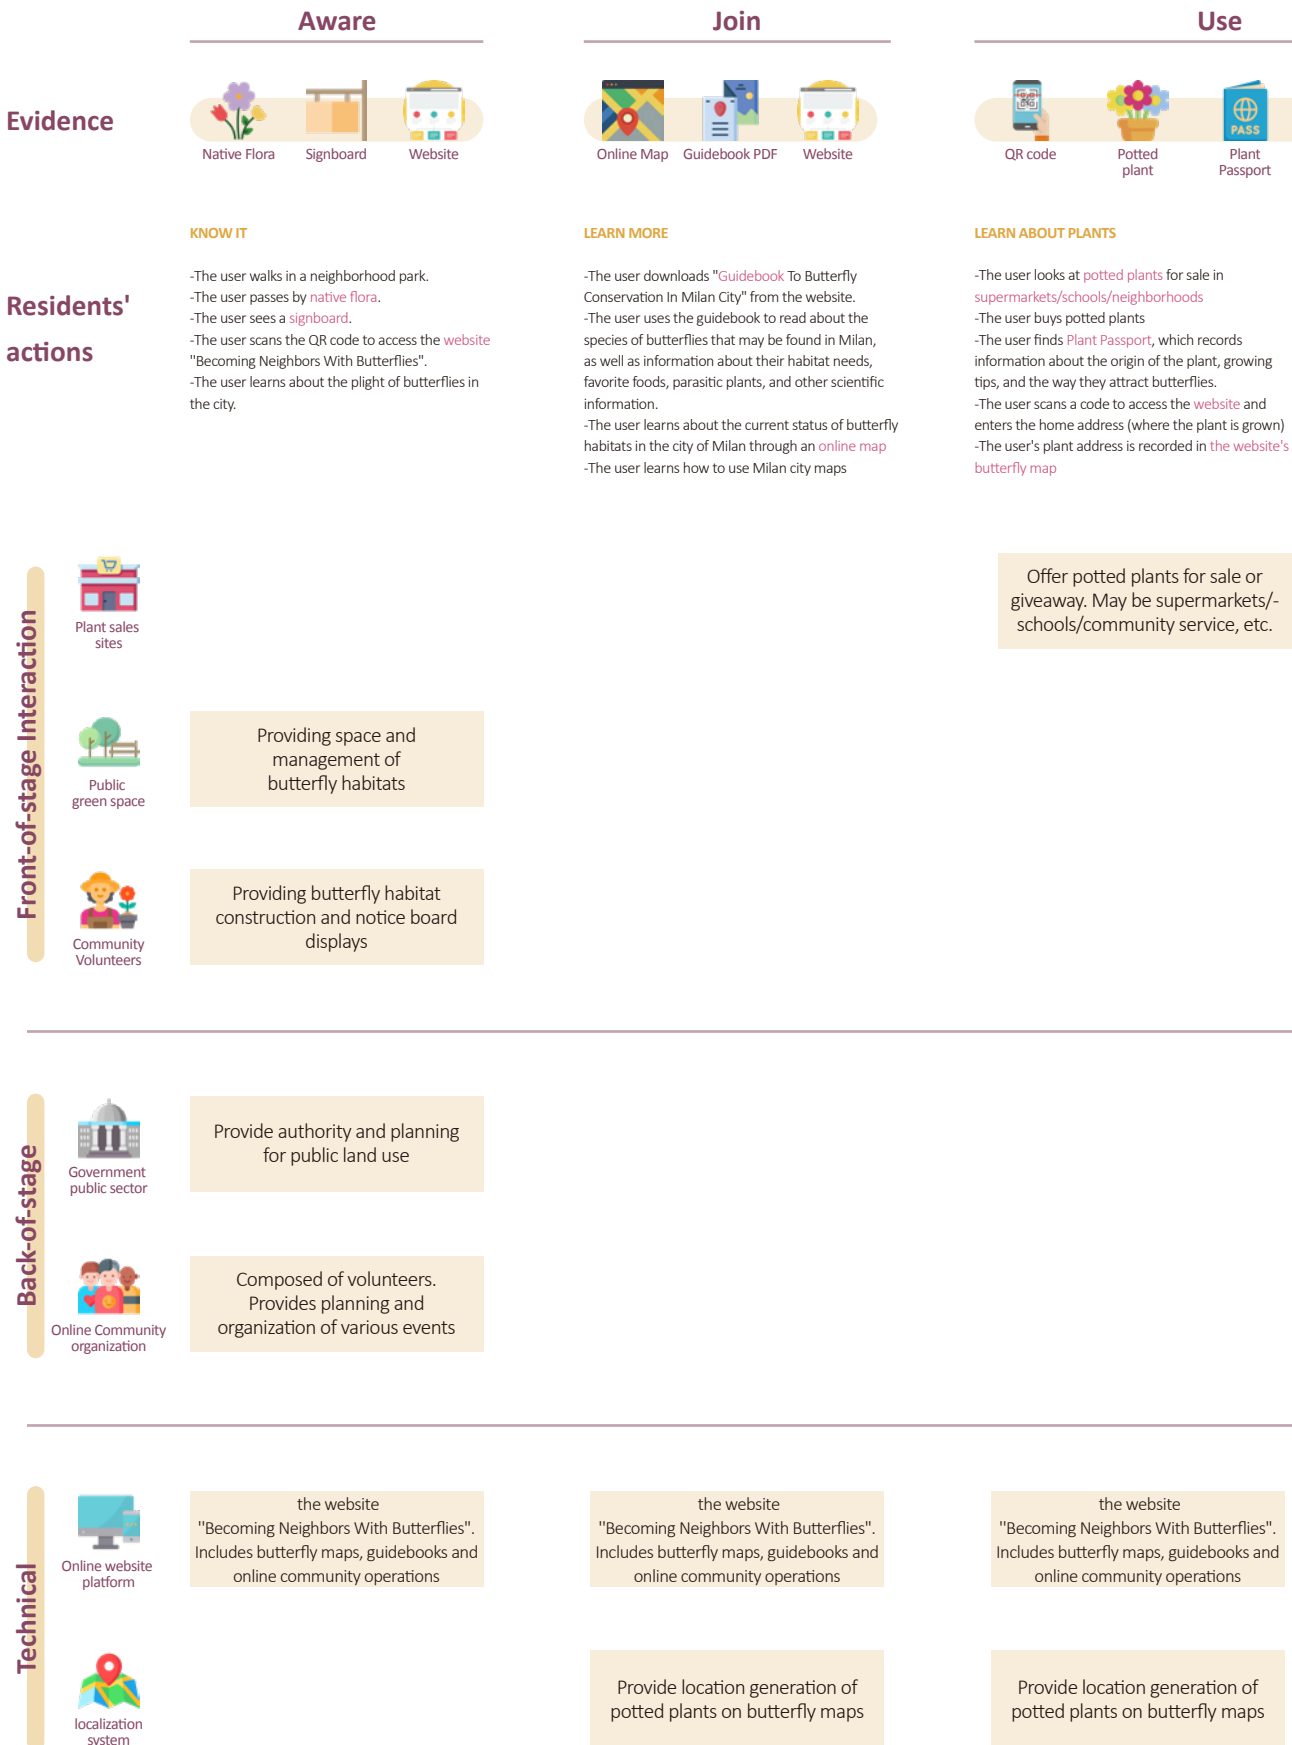 Aware
Join
Use
Evidence
Native Flora
Signboard
Website
Online Map
Guidebook PDF
Website
QR code
Potted
plant
PASS
Plant
Passport
Residents'
actions
KNOW IT
-The user walks in a neighborhood park.
-The user passes by native flora.
-The user sees a signboard.
-The user scans the QR code to access the website
"Becoming Neighbors With Butterflies".
-The user learns about the plight of butterflies in
the city.
LEARN MORE
-The user downloads "Guidebook To Butterfly
Conservation In Milan City" from the website.
-The user uses the guidebook to read about the
species of butterflies that may be found in Milan,
as well as information about their habitat needs,
favorite foods, parasitic plants, and other scientific
information.
-The user learns about the current status of butterfly
habitats in the city of Milan through an online map
-The user learns how to use Milan city maps
LEARN ABOUT PLANTS
-The user looks at potted plants for sale in
supermarkets/schools/neighborhoods
-The user buys potted plants
-The user finds Plant Passport, which records
information about the origin of the plant, growing
tips, and the way they attract butterflies.
-The user scans a code to access the website and
enters the home address (where the plant is grown)
-The user's plant address is recorded in the website's
butterfly map
Front-of-stage Interaction
Plant sales
sites
Offer potted plants for sale or
giveaway. May be supermarkets/-
schools/community service, etc.
Public
green space
Providing space and
management of
butterfly habitats
Community
Volunteers
Providing butterfly habitat
construction and notice board
displays
Back-of-stage
Government
public sector
Provide authority and planning
for public land use
Online Community
organization
Composed of volunteers.
Provides planning and
organization of various events
Technical
Online website
platform
the website
"Becoming Neighbors With Butterflies".
Includes butterfly maps, guidebooks and
online community operations
the website
"Becoming Neighbors With Butterflies".
Includes butterfly maps, guidebooks and
online community operations
the website
"Becoming Neighbors With Butterflies".
Includes butterfly maps, guidebooks and
online community operations
localization
system
Provide location generation of
potted plants on butterfly maps
Provide location generation of
potted plants on butterfly maps